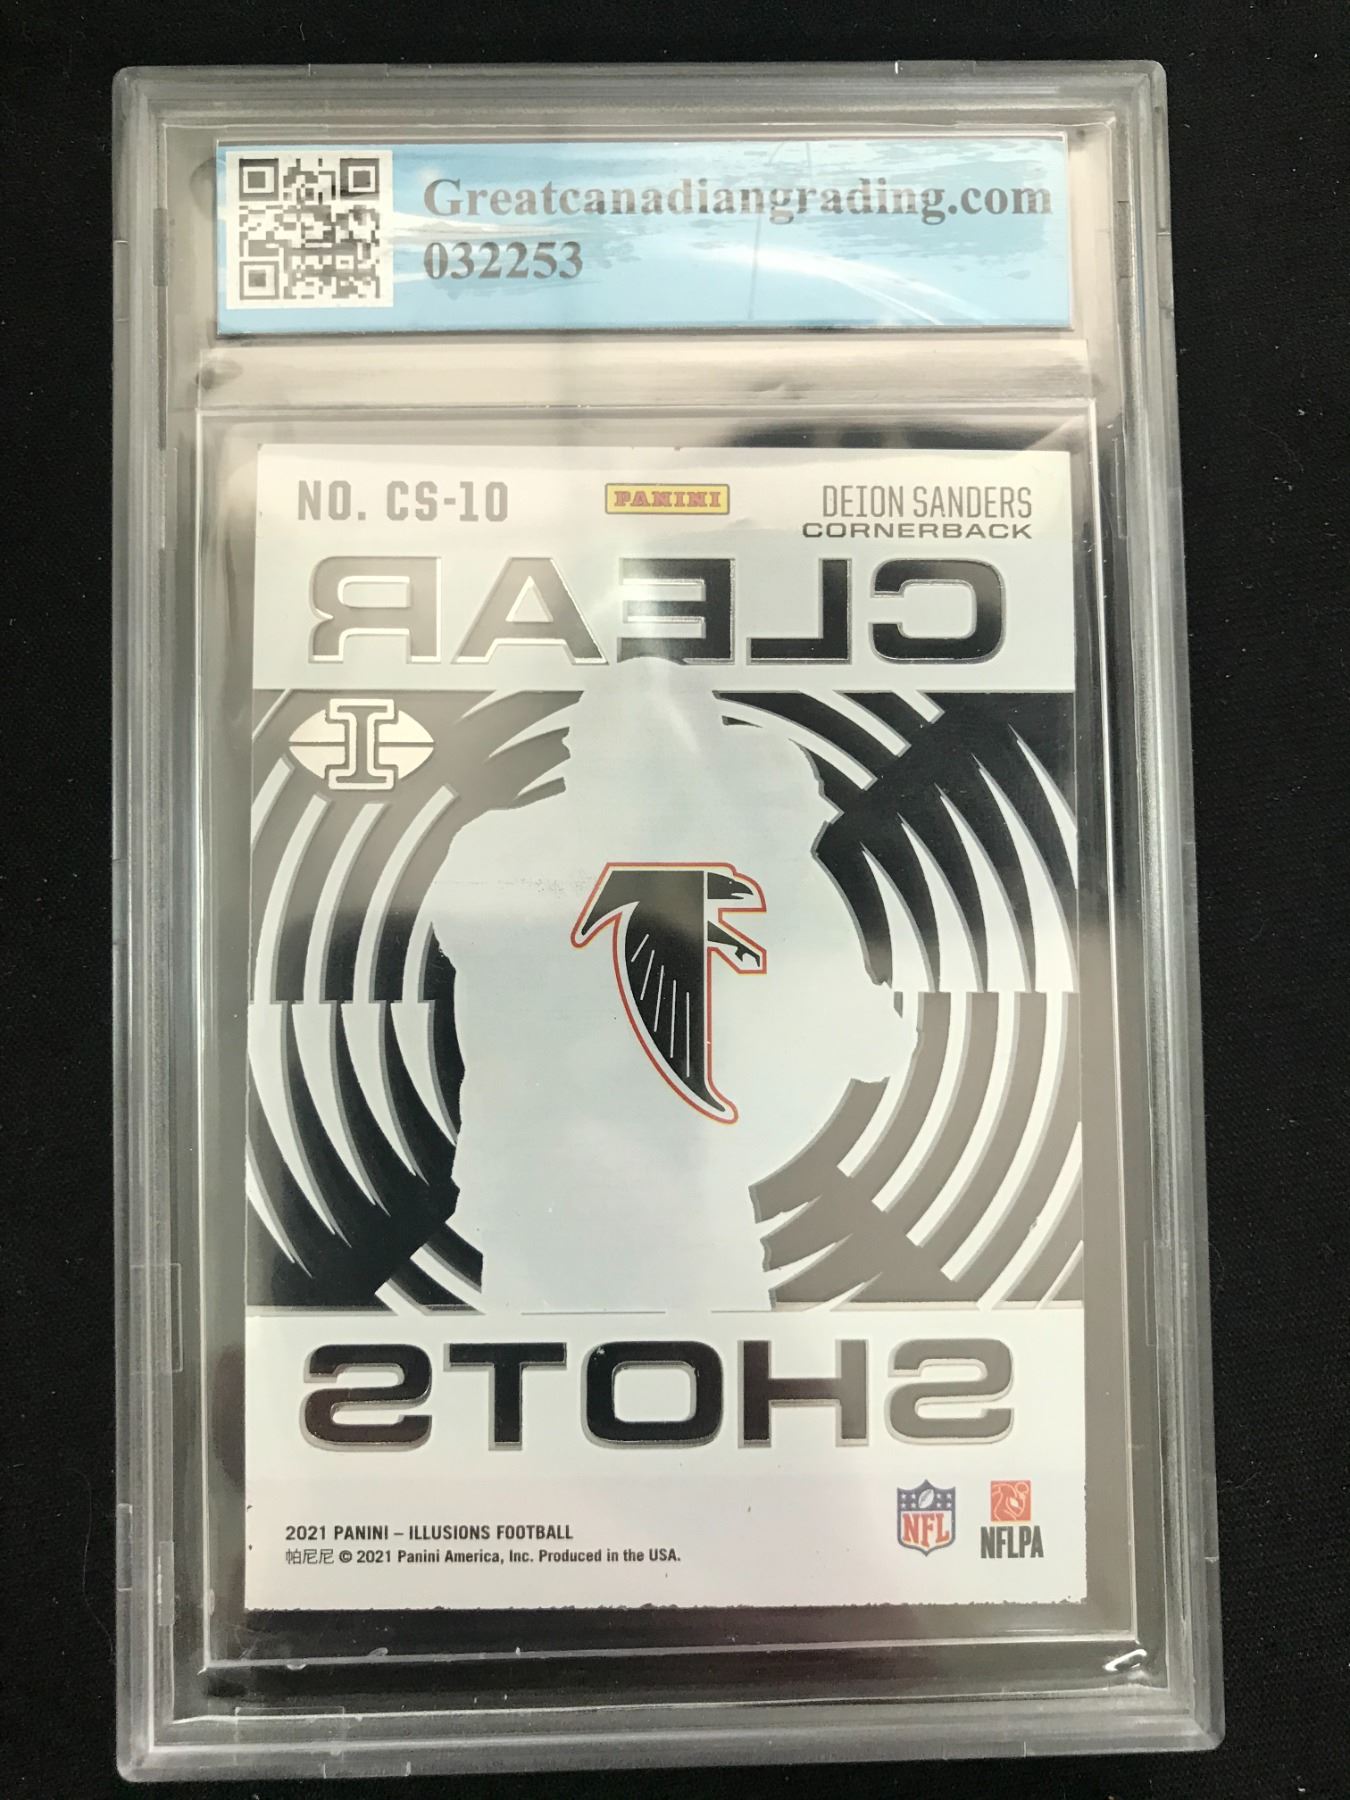 Greatcanadiangrading.com
032253
NO. CS-10
PANINI
DEION SANDERS
CORNERBACK
CLEAR
I
SHOTS
NFL
NFLPA
2021 PANINI – ILLUSIONS FOOTBALL
帕尼尼 © 2021 Panini America, Inc. Produced in the USA.